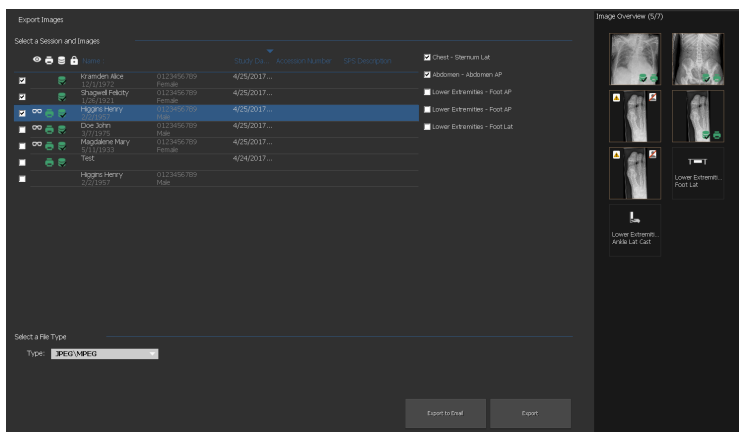 Export Images
Image Overview (5/7)
Select a Session and Images
Name
Study Da...
Accession Number
SPS Description
Kramden Alice 0123456789 4/25/2017...
12/1/1972 Female
Shagwell Felicity 0123456789 4/25/2017...
1/26/1921 Female
Higgins Henry 0123456789 4/25/2017...
2/2/1957 Male
Doe John 0123456789 4/25/2017...
3/7/1975 Male
Magdalene Mary 0123456789 4/25/2017...
5/11/1933 Female
Test 4/24/2017...
Higgins Henry 0123456789
2/2/1957 Male
Chest - Sternum Lat
Abdomen - Abdomen AP
Lower Extremities - Foot AP
Lower Extremities - Foot AP
Lower Extremities - Foot Lat
Lower Extremiti...
Foot Lat
Lower Extremiti...
Ankle Lat Cast
Select a File Type
Type: JPEG\MPEG
Export to Email
Export